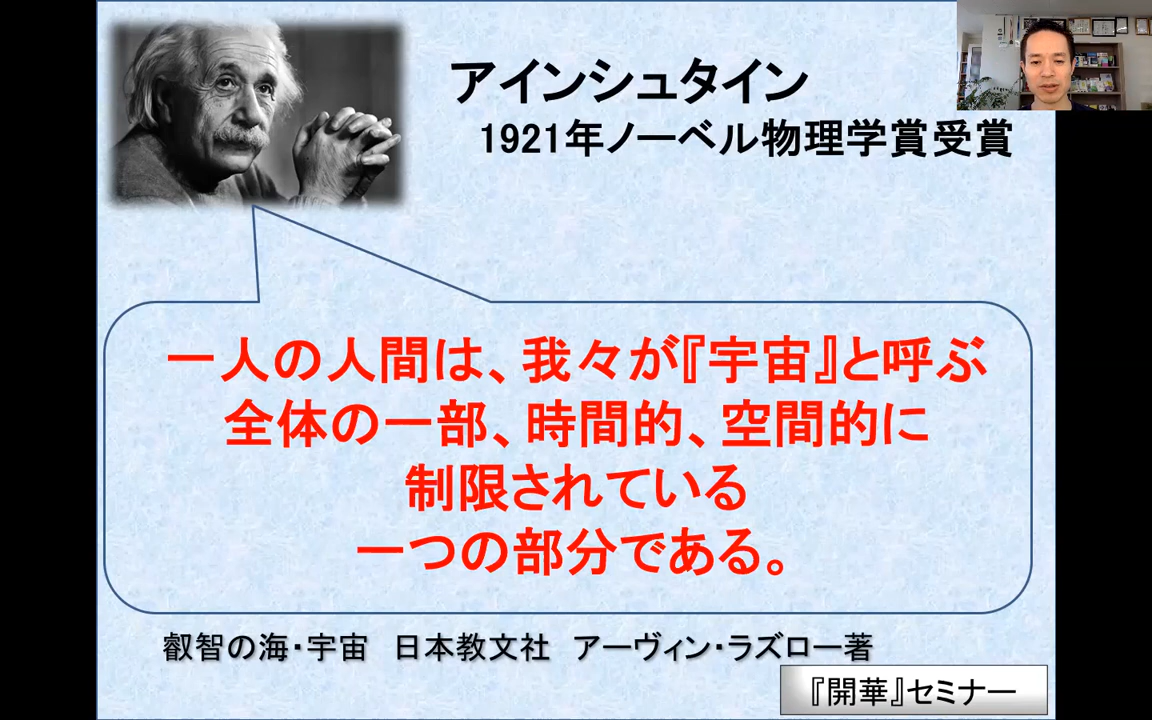 アインシュタイン
1921年ノーベル物理学賞受賞
一人の人間は、我々が『宇宙』と呼ぶ
全体の一部、時間的、空間的に
制限されている
一つの部分である。
叡智の海・宇宙　日本教文社　アーヴィン・ラズロー著
『開華』セミナー